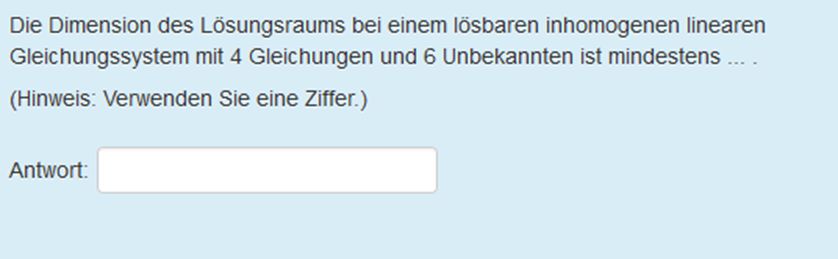 Die Dimension des Lösungsraums bei einem lösbaren inhomogenen linearen
Gleichungssystem mit 4 Gleichungen und 6 Unbekannten ist mindestens ... .
(Hinweis: Verwenden Sie eine Ziffer.)
Antwort: